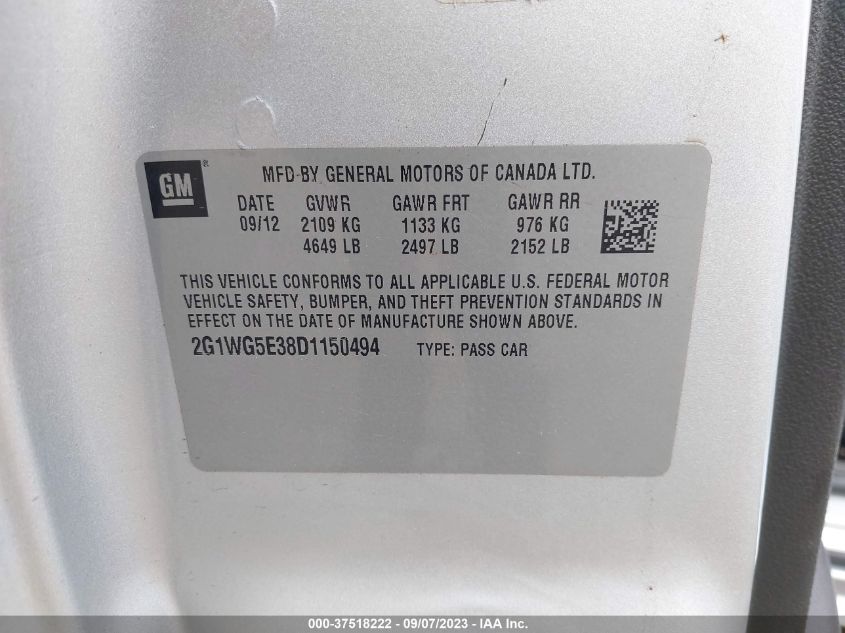 GM
MFD BY GENERAL MOTORS OF CANADA LTD.
DATE GVWR GAWR FRT GAWR RR
09/12 2109 KG 1133 KG 976 KG
4649 LB 2497 LB 2152 LB
THIS VEHICLE CONFORMS TO ALL APPLICABLE U.S. FEDERAL MOTOR
VEHICLE SAFETY, BUMPER, AND THEFT PREVENTION STANDARDS IN
EFFECT ON THE DATE OF MANUFACTURE SHOWN ABOVE.
2G1WG5E38D1150494 TYPE: PASS CAR
000-37518222 - 09/07/2023 - IAA Inc.